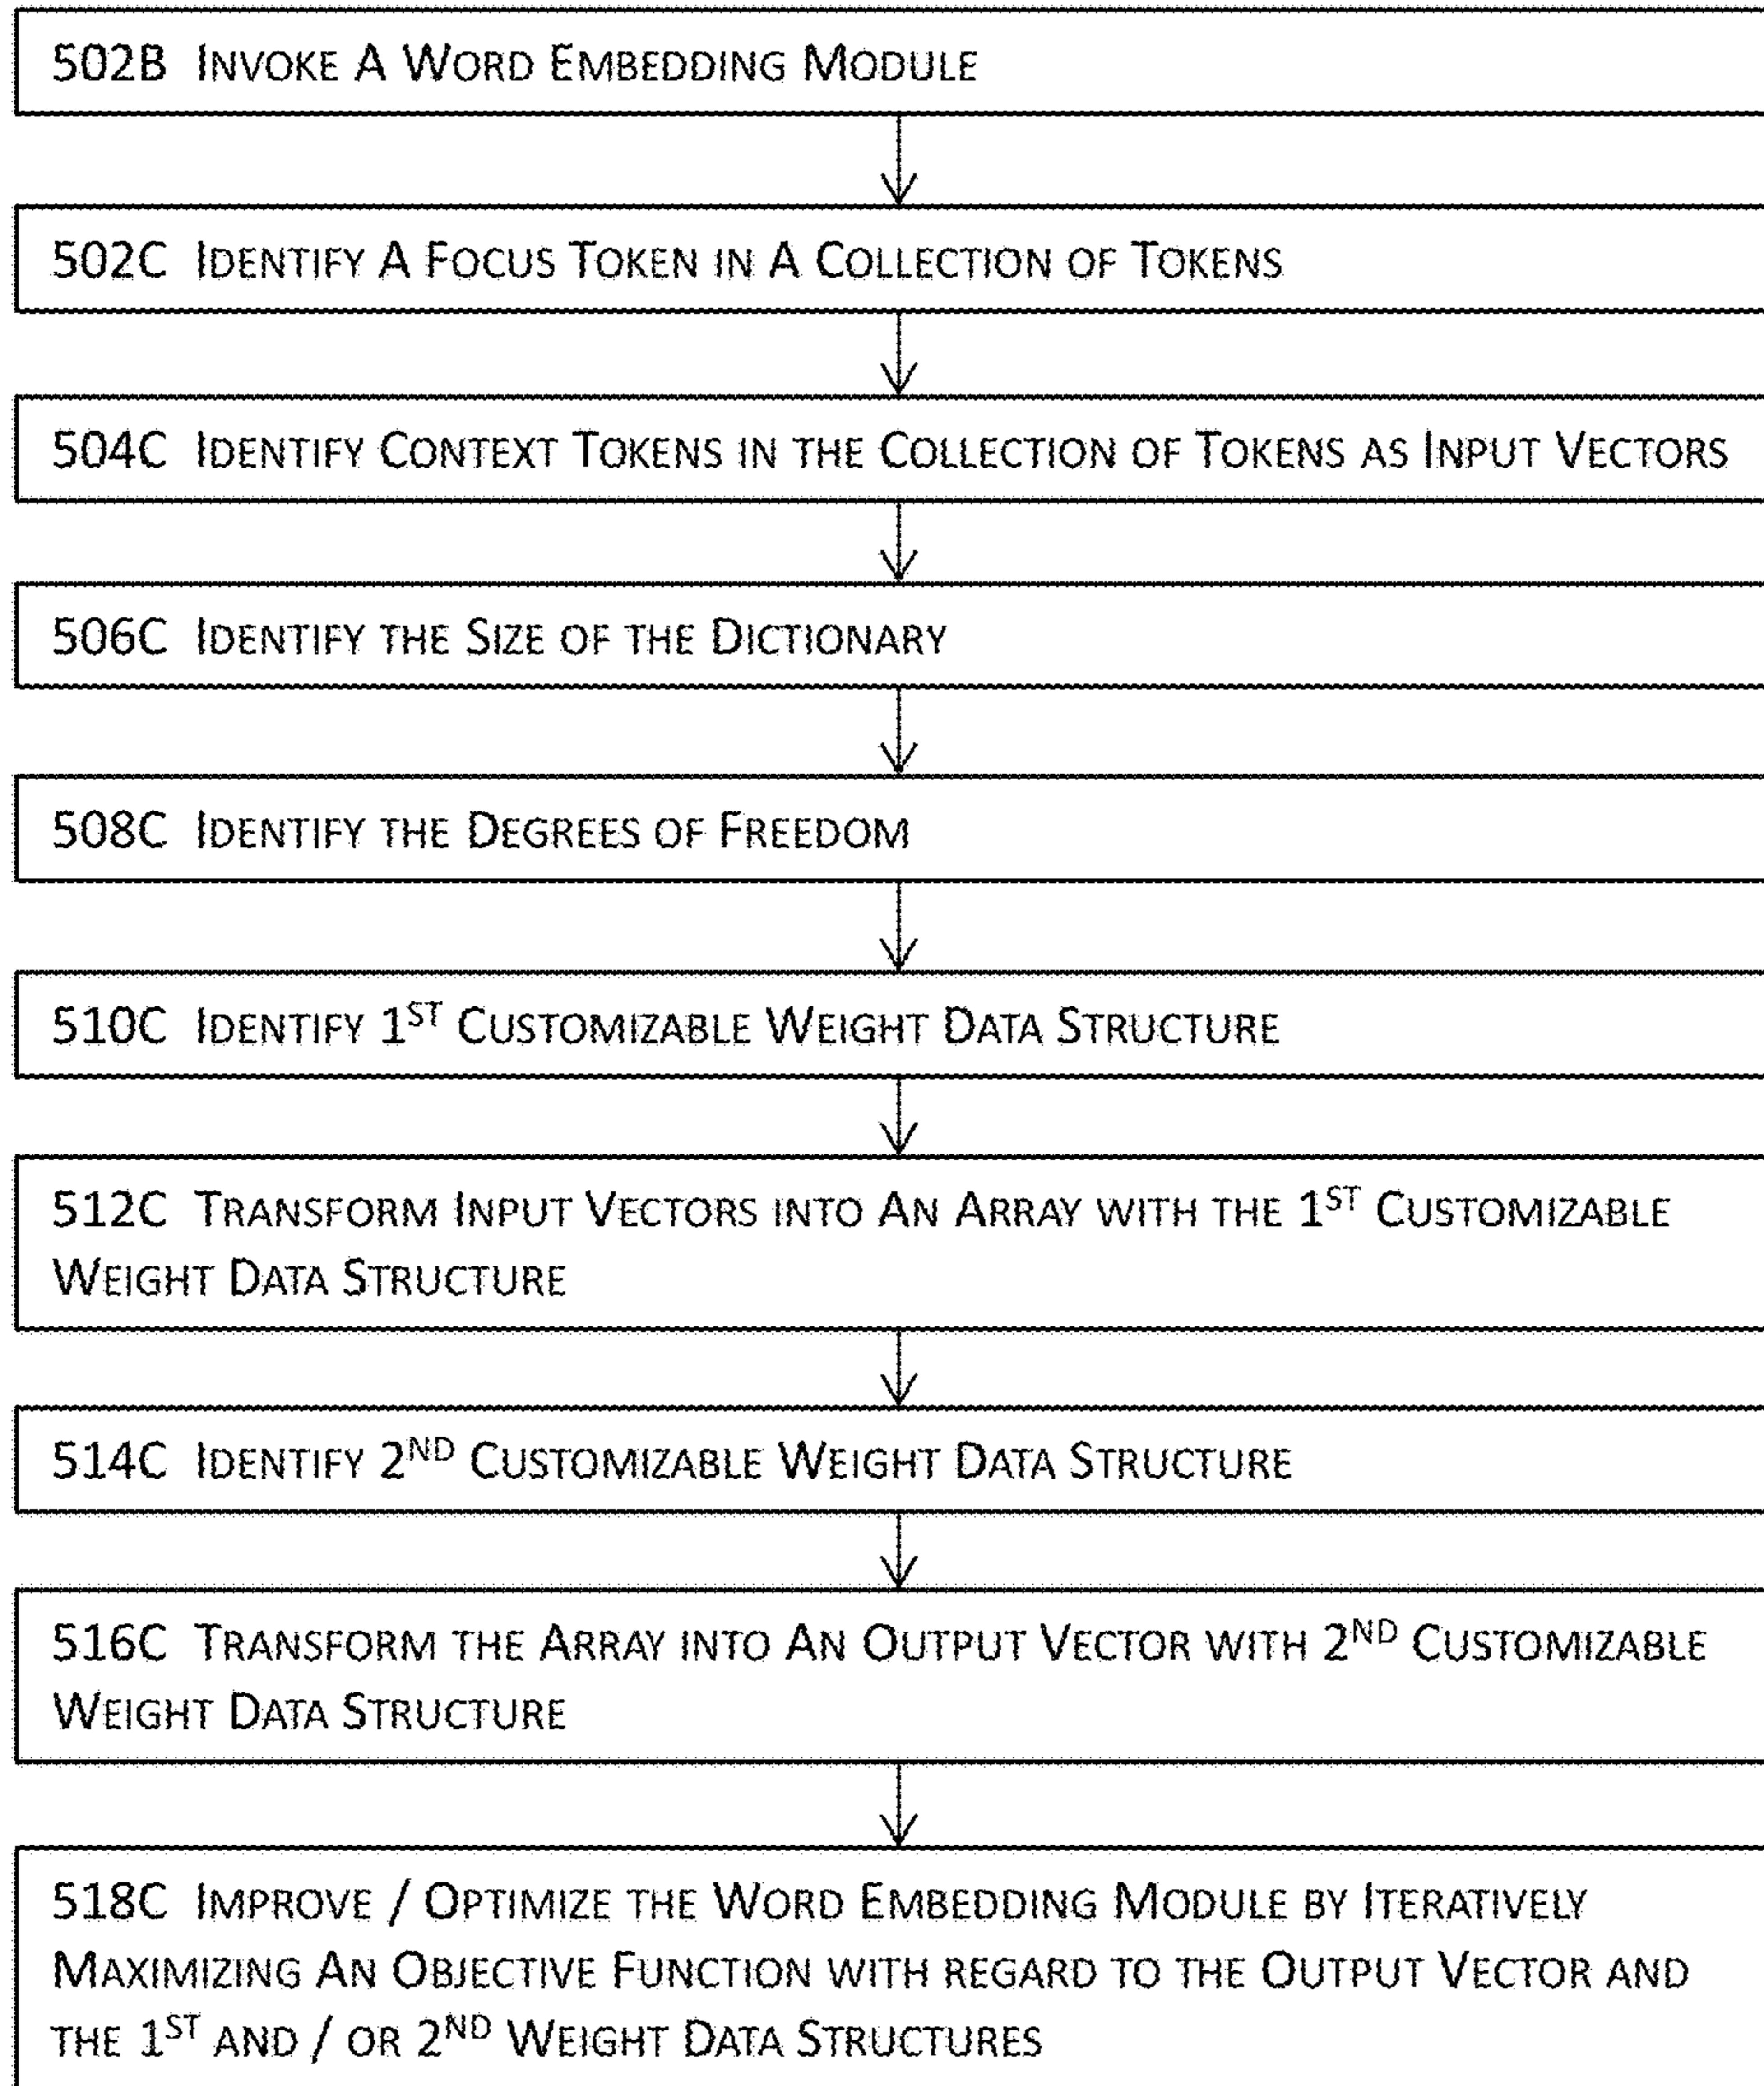 502B Invoke A Word Embedding Module
502C Identify A Focus Token in A Collection of Tokens
504C Identify Context Tokens in the Collection of Tokens as Input Vectors
506C Identify the Size of the Dictionary
508C Identify the Degrees of Freedom
510C Identify 1st Customizable Weight Data Structure
512C Transform Input Vectors into An Array with the 1st Customizable
Weight Data Structure
514C Identify 2nd Customizable Weight Data Structure
516C Transform the Array into An Output Vector with 2nd Customizable
Weight Data Structure
518C Improve / Optimize the Word Embedding Module by Iteratively
Maximizing An Objective Function with regard to the Output Vector and
the 1st and / or 2nd Weight Data Structures